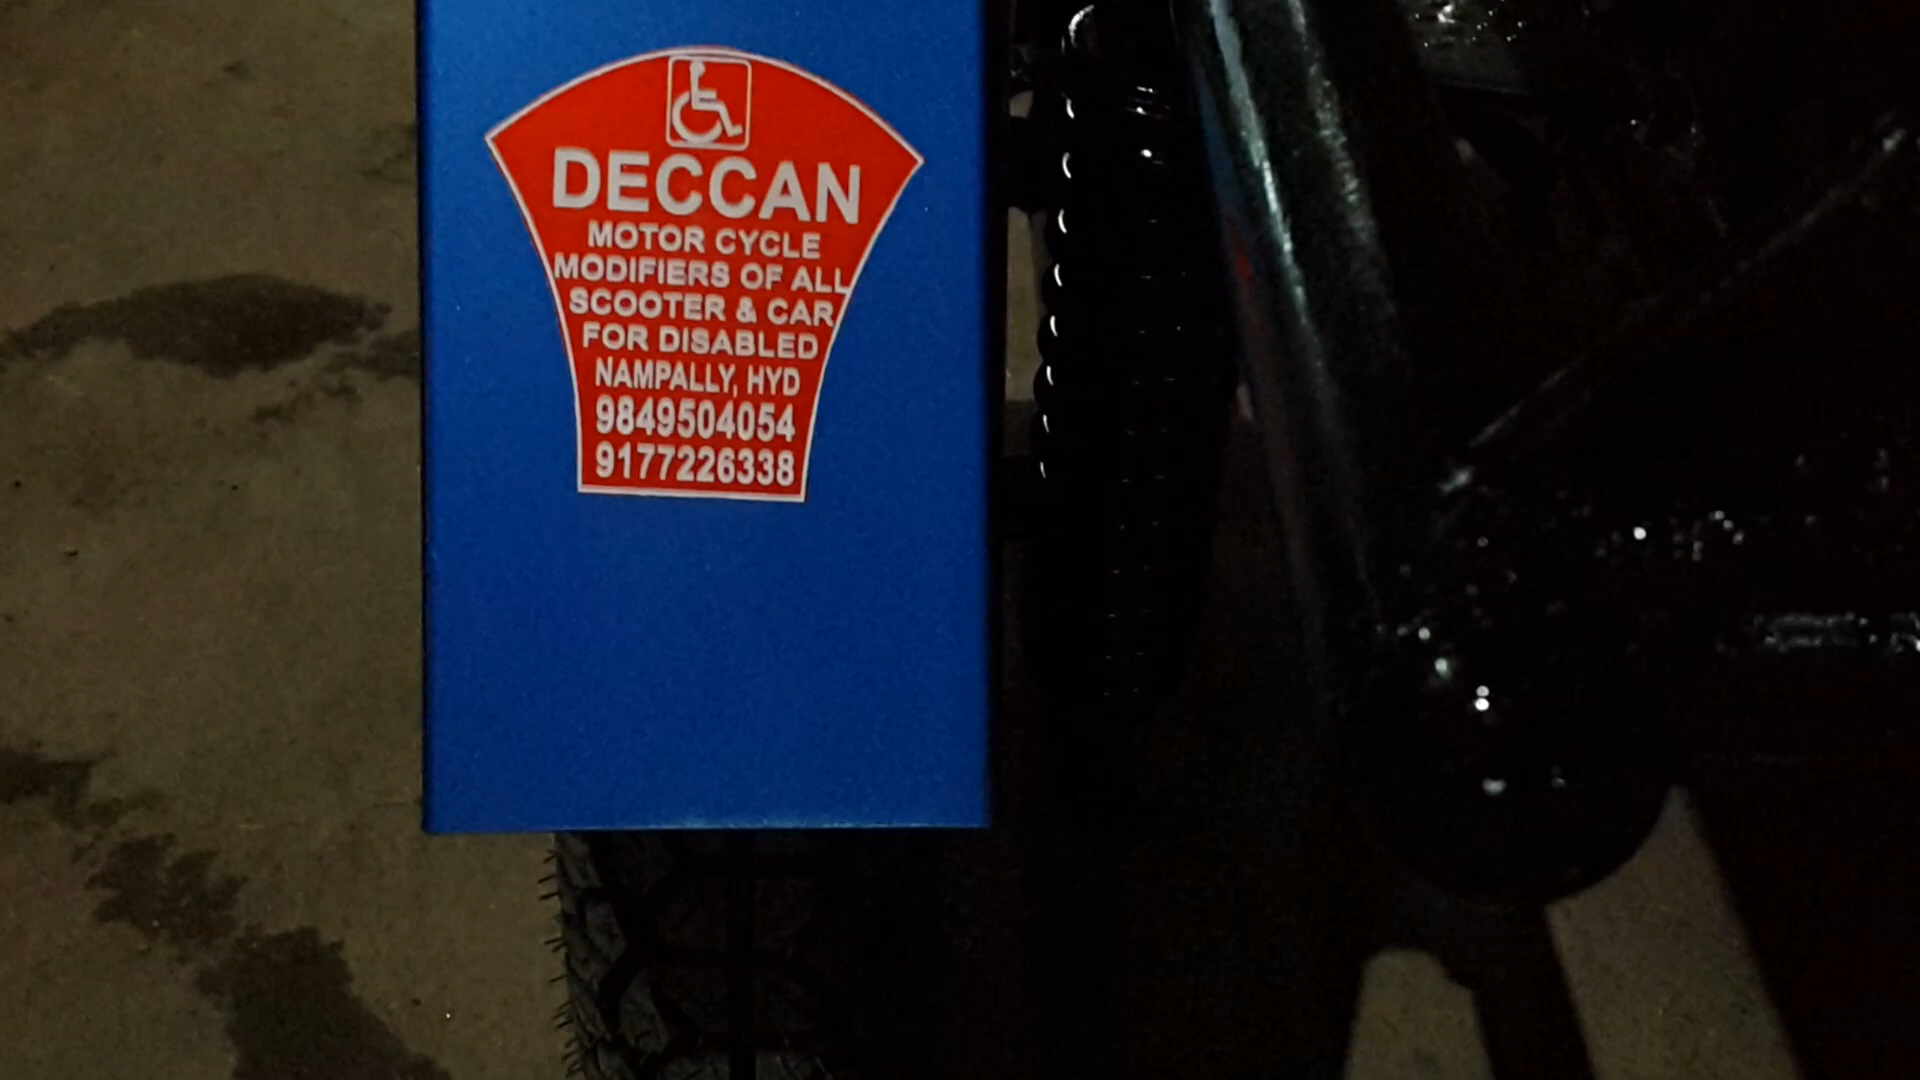 DECCAN
MOTOR CYCLE
MODIFIERS OF ALL
SCOOTER & CAR
FOR DISABLED
NAMPALLY, HYD
9849504054
9177226338